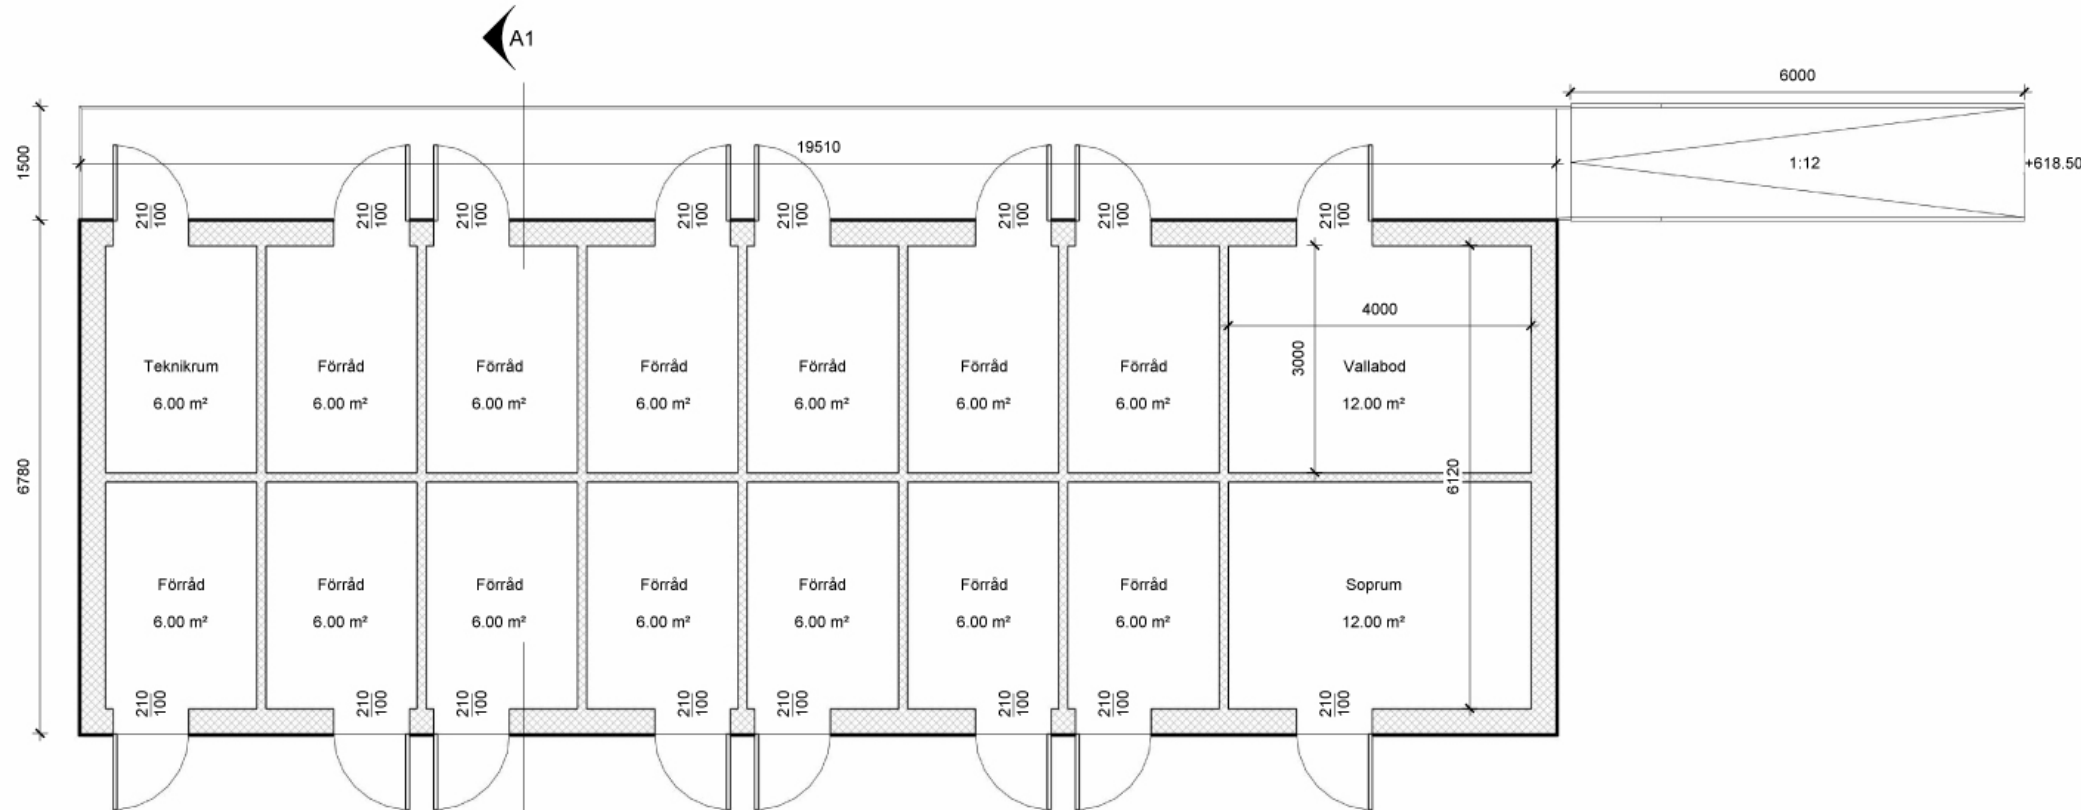 A1
6000
1500
19510
1:12
+618.50
210
100
210
100
210
100
210
100
210
100
210
100
210
100
210
100
4000
3000
Teknikrum
6.00 m²
Förråd
6.00 m²
Förråd
6.00 m²
Förråd
6.00 m²
Förråd
6.00 m²
Förråd
6.00 m²
Förråd
6.00 m²
Vallabod
12.00 m²
6780
6120
Förråd
6.00 m²
Förråd
6.00 m²
Förråd
6.00 m²
Förråd
6.00 m²
Förråd
6.00 m²
Förråd
6.00 m²
Förråd
6.00 m²
Soprum
12.00 m²
210
100
210
100
210
100
210
100
210
100
210
100
210
100
210
100